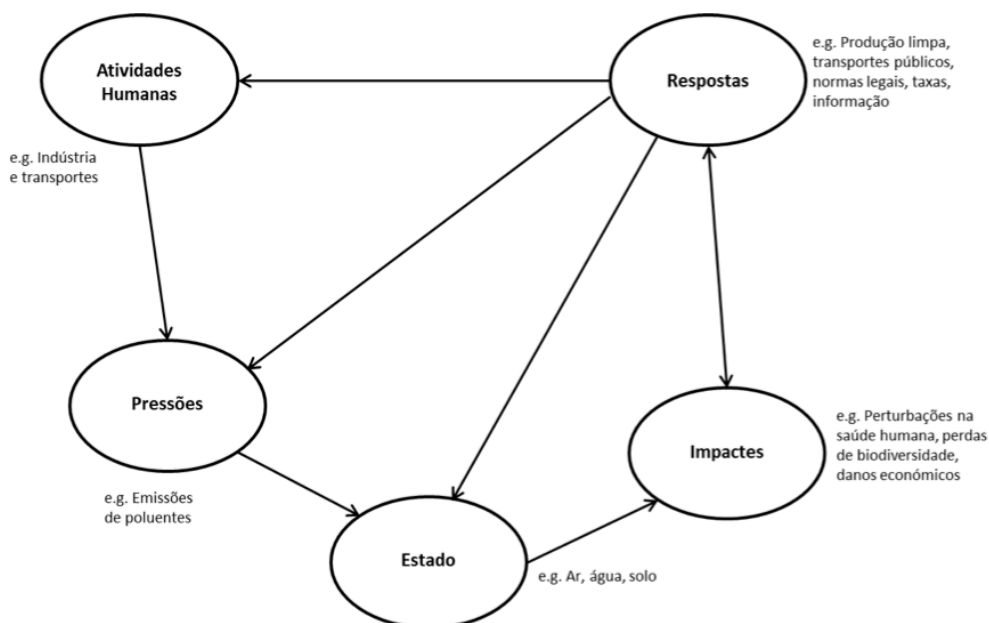 Atividades
Humanas
e.g. Indústria
e transportes
Respostas
e.g. Produção limpa,
transportes públicos,
normas legais, taxas,
informação
Pressões
e.g. Emissões
de poluentes
Estado
e.g. Ar, água, solo
Impactes
e.g. Perturbações na
saúde humana, perdas
de biodiversidade,
danos económicos